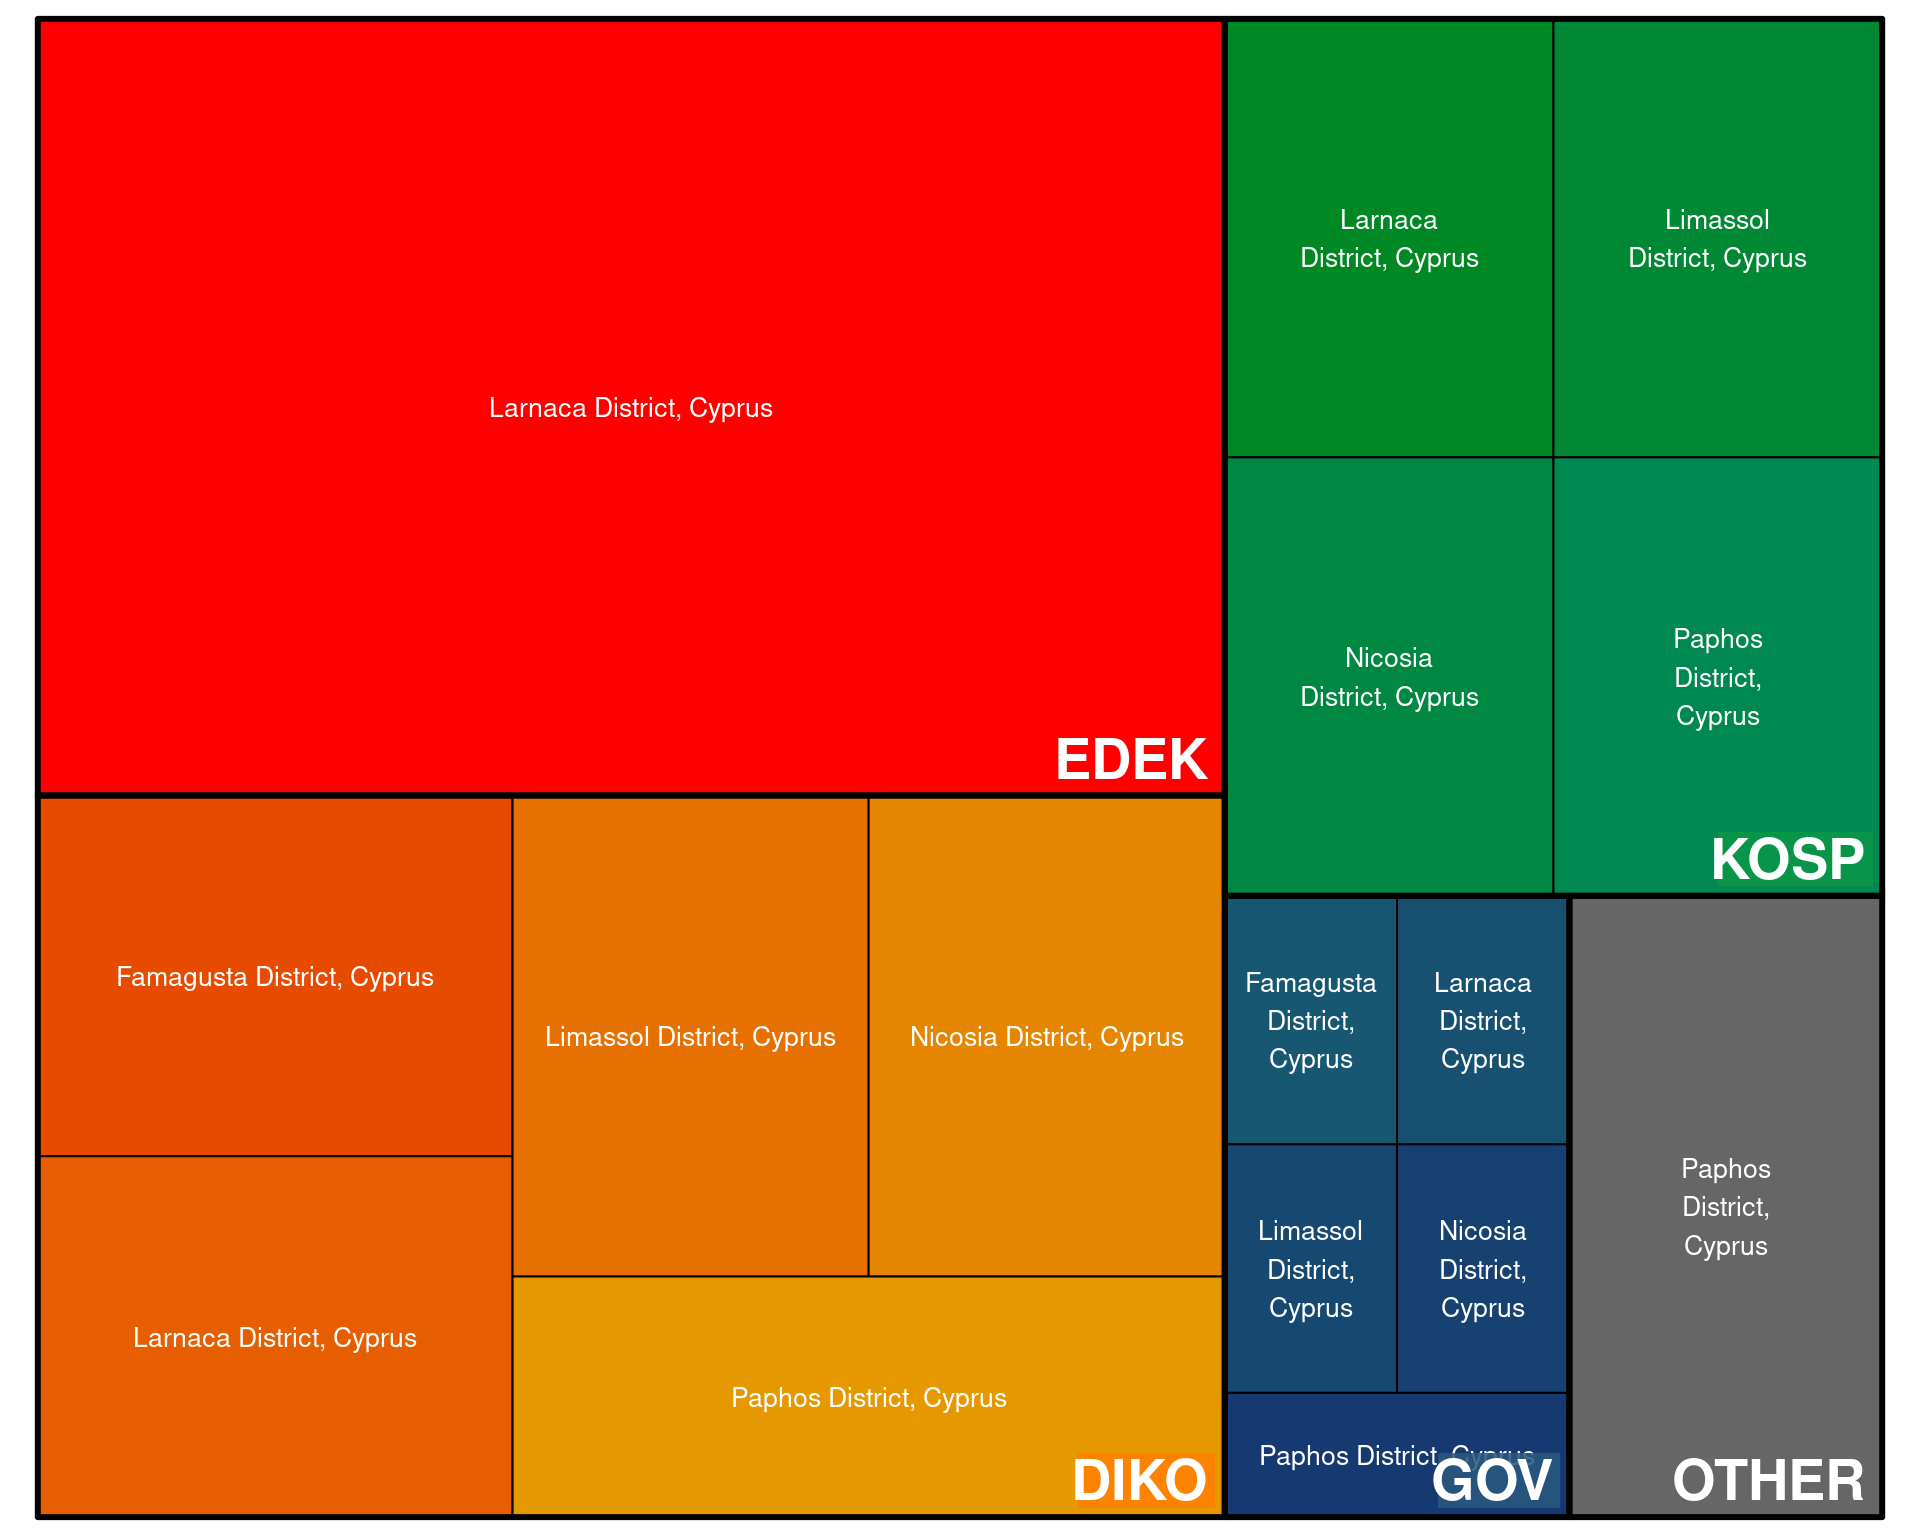 Larnaca District, Cyprus
EDEK
Larnaca
District, Cyprus
Limassol
District, Cyprus
Nicosia
District, Cyprus
Paphos
District,
Cyprus
KOSP
Famagusta District, Cyprus
Larnaca District, Cyprus
Limassol District, Cyprus
Nicosia District, Cyprus
Paphos District, Cyprus
DIKO
Famagusta
District,
Cyprus
Larnaca
District,
Cyprus
Limassol
District,
Cyprus
Nicosia
District,
Cyprus
Paphos District, Cyprus
GOV
Paphos
District,
Cyprus
OTHER